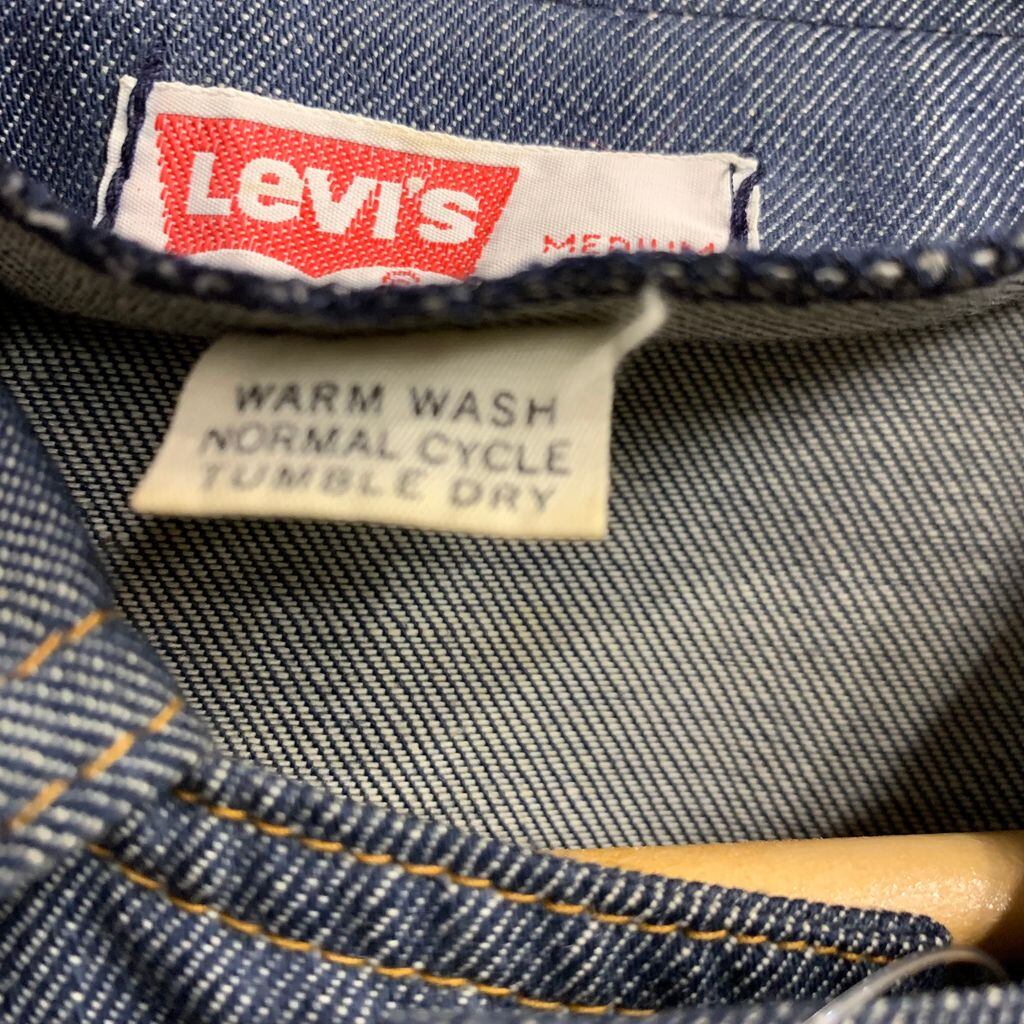 Levi's
MEDIUM
®
WARM WASH
NORMAL CYCLE
TUMBLE DRY